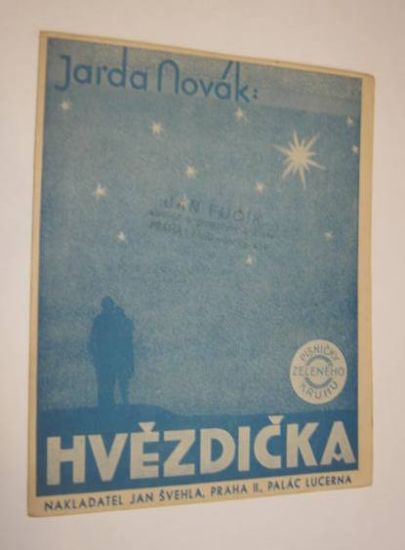 Jarda Novák:
JAN FUČÍK
PÍSNIČKY
ZELENÉHO
KRUHU
HVĚZDIČKA
NAKLADATEL JAN ŠVEHLA, PRAHA II., PALÁC LUCERNA